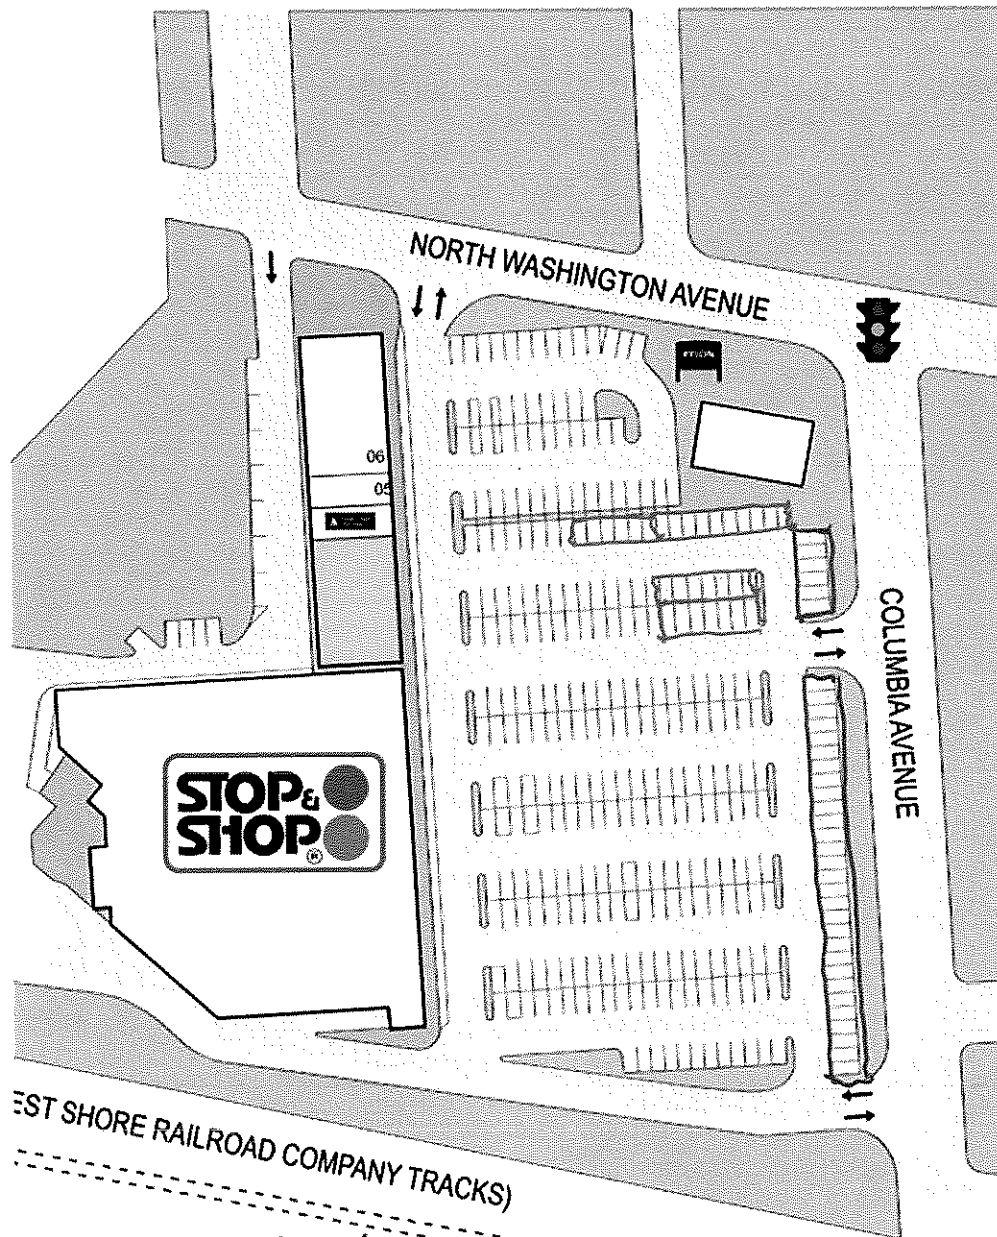 NORTH WASHINGTON AVENUE
06
05
COLUMBIA AVENUE
STOP &
SHOP®
EST SHORE RAILROAD COMPANY TRACKS)